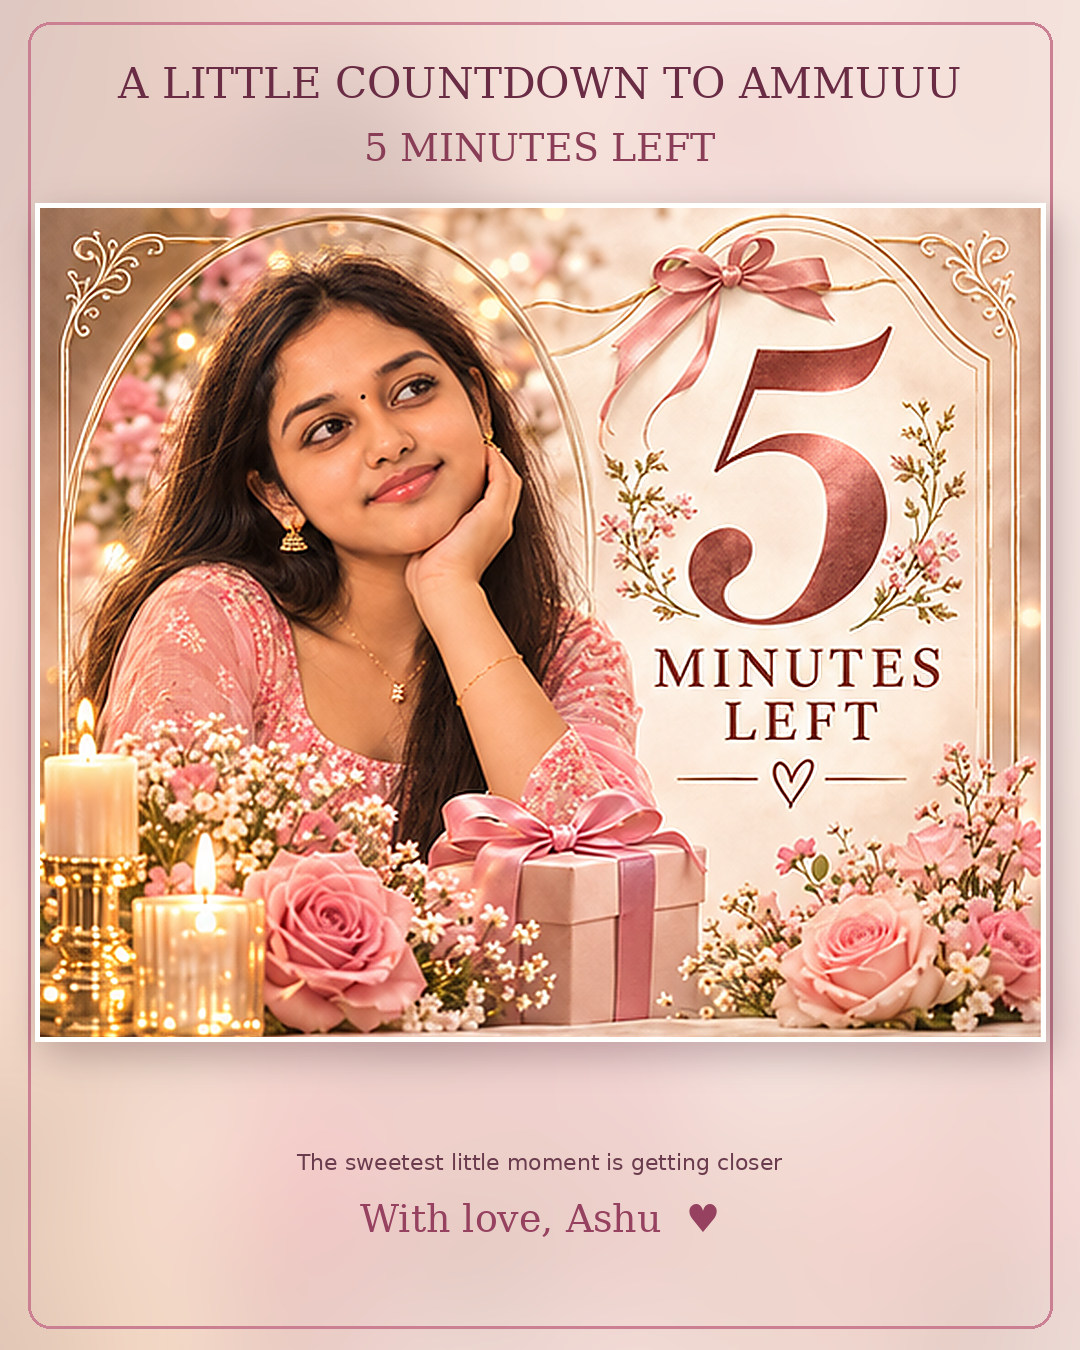 A LITTLE COUNTDOWN TO AMMUUU
5 MINUTES LEFT
5
MINUTES
LEFT
The sweetest little moment is getting closer
With love, Ashu ♥